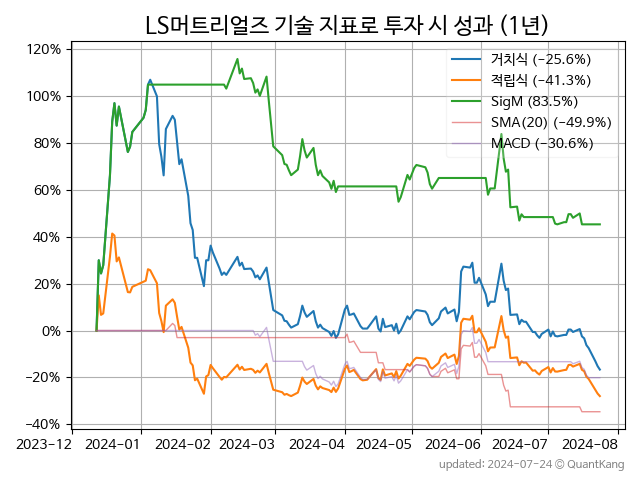 LS머트리얼즈 기술 지표로 투자 시 성과 (1년)
120%
100%
80%
60%
40%
20%
0%
−20%
−40%
거치식 (−25.6%)
적립식 (−41.3%)
SigM (83.5%)
SMA(20) (−49.9%)
MACD (−30.6%)
2023-12 2024-01 2024-02 2024-03 2024-04 2024-05 2024-06 2024-07 2024-08
updated: 2024-07-24 ⓒ QuantKang